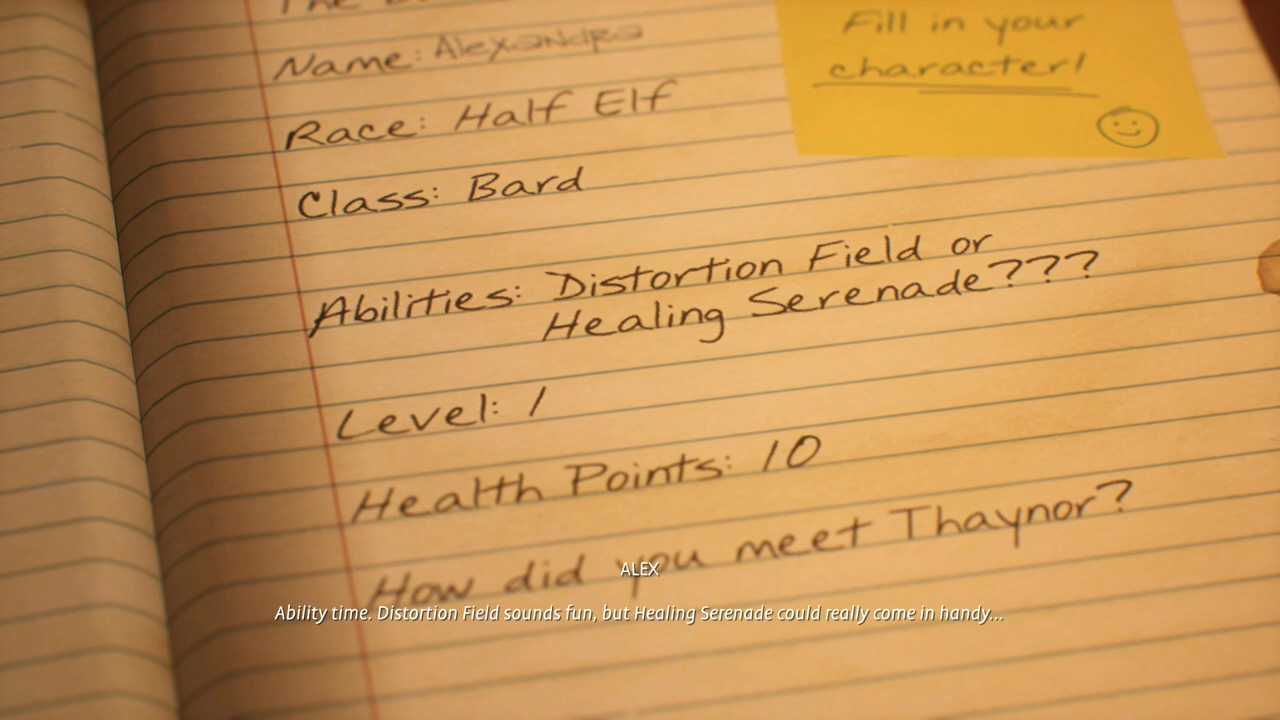 Name: Alexandra
Fill in your
character!
Race: Half Elf
Class: Bard
Abilities: Distortion Field or
Healing Serenade???
Level: 1
Health Points: 10
How did you meet Thaynor?
ALEX
Ability time. Distortion Field sounds fun, but Healing Serenade could really come in handy...